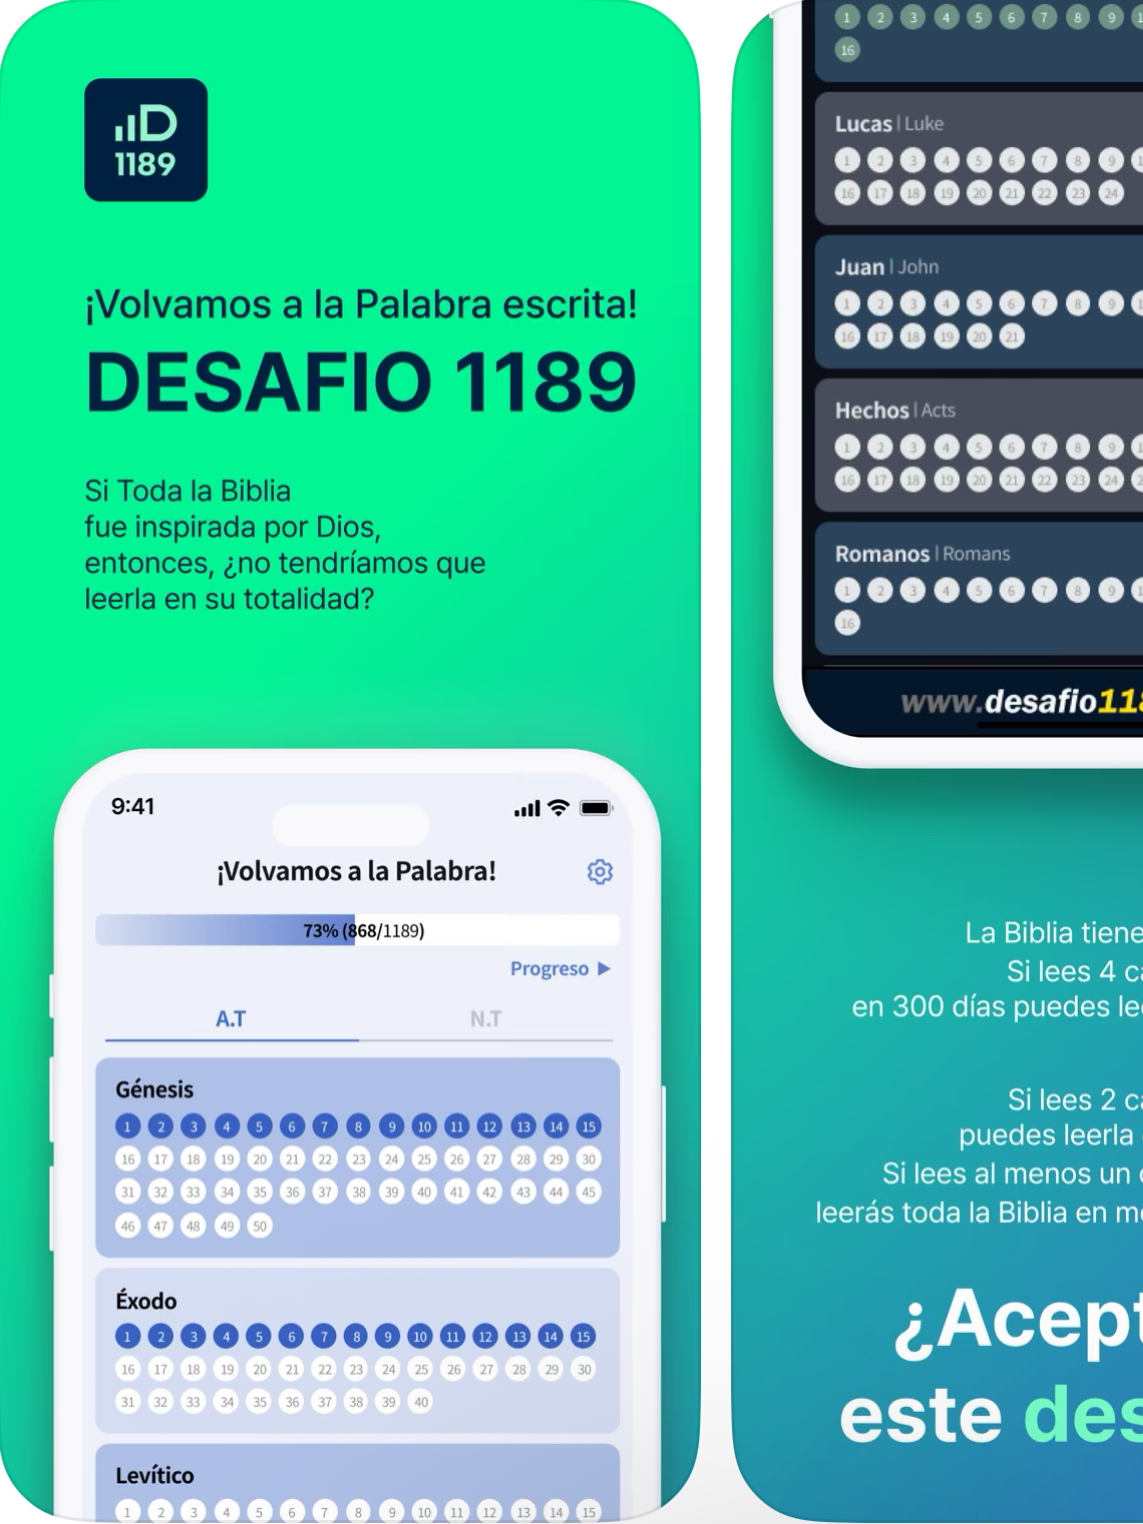 D
1189
¡Volvamos a la Palabra escrita!
DESAFIO 1189
Si Toda la Biblia
fue inspirada por Dios,
entonces, ¿no tendríamos que
leerla en su totalidad?
9:41
¡Volvamos a la Palabra!
73% (868/1189)
Progreso
A.T N.T
Génesis
1 2 3 4 5 6 7 8 9 10 11 12 13 14 15
16 17 18 19 20 21 22 23 24 25 26 27 28 29 30
31 32 33 34 35 36 37 38 39 40 41 42 43 44 45
46 47 48 49 50
Éxodo
1 2 3 4 5 6 7 8 9 10 11 12 13 14 15
16 17 18 19 20 21 22 23 24 25 26 27 28 29 30
31 32 33 34 35 36 37 38 39 40
Levítico
1 2 3 4 5 6 7 8 9 10 11 12 13 14 15
1 2 3 4 5 6 7 8 9
16
Lucas | Luke
1 2 3 4 5 6 7 8 9
16 17 18 19 20 21 22 23 24
Juan | John
1 2 3 4 5 6 7 8 9
16 17 18 19 20 21
Hechos | Acts
1 2 3 4 5 6 7 8 9
16 17 18 19 20 21 22 23 24
Romanos | Romans
1 2 3 4 5 6 7 8 9
16
www.desafio11
La Biblia tiene
Si lees 4
en 300 días puedes
Si lees 2
puedes leerla
Si lees al menos un
leerás toda la Biblia en
¿Acep
este des